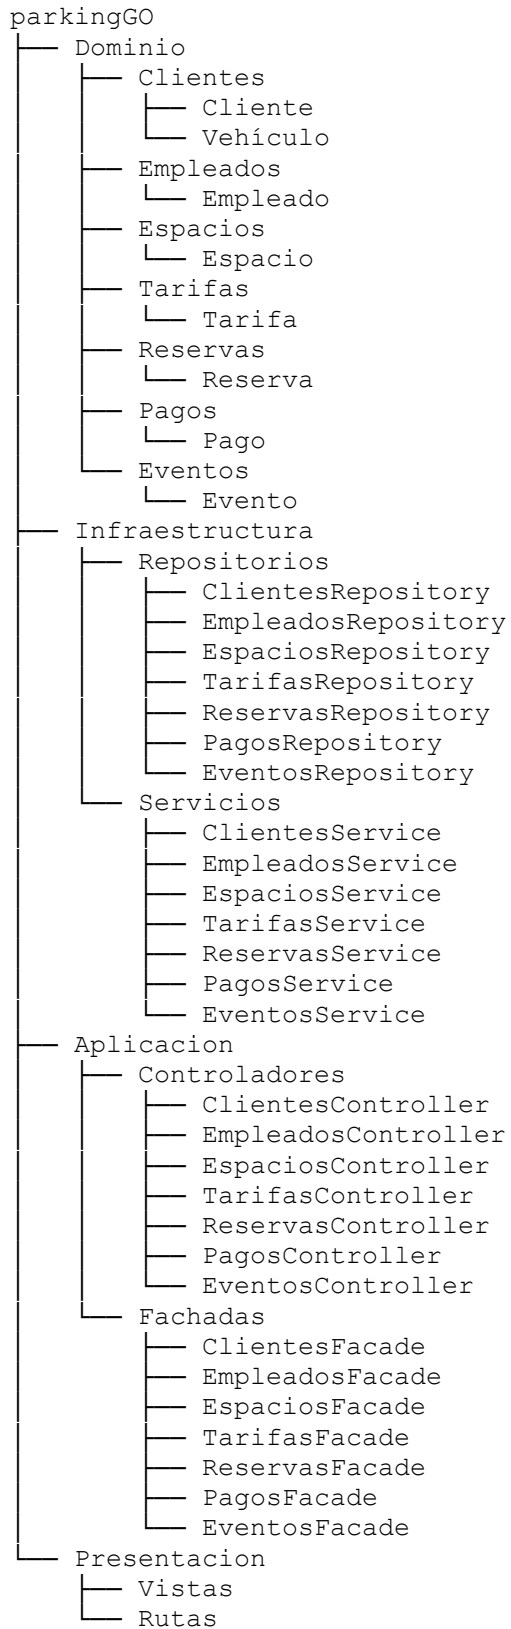 parkingGO
├── Dominio
│   ├── Clientes
│   │   ├── Cliente
│   │   └── Vehículo
│   ├── Empleados
│   │   └── Empleado
│   ├── Espacios
│   │   └── Espacio
│   ├── Tarifas
│   │   └── Tarifa
│   ├── Reservas
│   │   └── Reserva
│   ├── Pagos
│   │   └── Pago
│   └── Eventos
│       └── Evento
├── Infraestructura
│   ├── Repositorios
│   │   ├── ClientesRepository
│   │   ├── EmpleadosRepository
│   │   ├── EspaciosRepository
│   │   ├── TarifasRepository
│   │   ├── ReservasRepository
│   │   ├── PagosRepository
│   │   └── EventosRepository
│   └── Servicios
│       ├── ClientesService
│       ├── EmpleadosService
│       ├── EspaciosService
│       ├── TarifasService
│       ├── ReservasService
│       ├── PagosService
│       └── EventosService
├── Aplicacion
│   ├── Controladores
│   │   ├── ClientesController
│   │   ├── EmpleadosController
│   │   ├── EspaciosController
│   │   ├── TarifasController
│   │   ├── ReservasController
│   │   ├── PagosController
│   │   └── EventosController
│   └── Fachadas
│       ├── ClientesFacade
│       ├── EmpleadosFacade
│       ├── EspaciosFacade
│       ├── TarifasFacade
│       ├── ReservasFacade
│       ├── PagosFacade
│       └── EventosFacade
└── Presentacion
    ├── Vistas
    └── Rutas